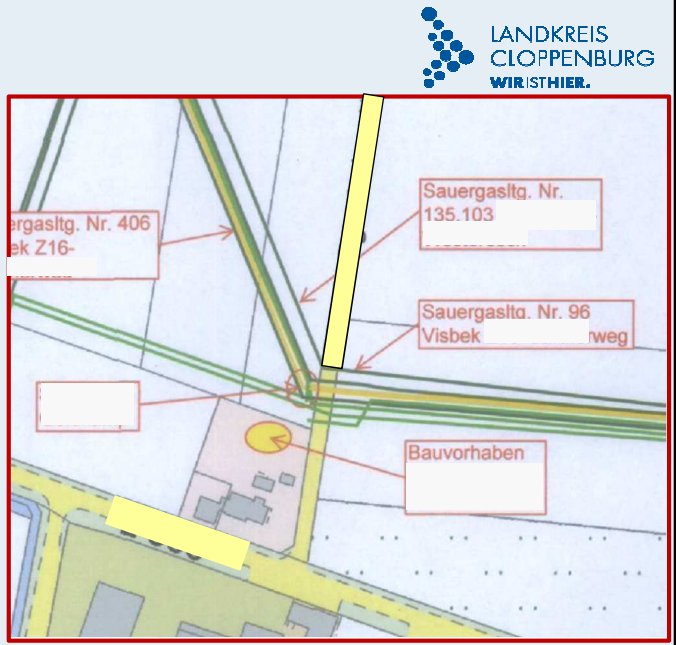 LANDKREIS
CLOPPENBURG
WIR IST HIER.
Sauergasltg. Nr.
135.103
ergasltg. Nr. 406
ek Z16-
Sauergasltg. Nr. 96
Visbek
weg
Bauvorhaben